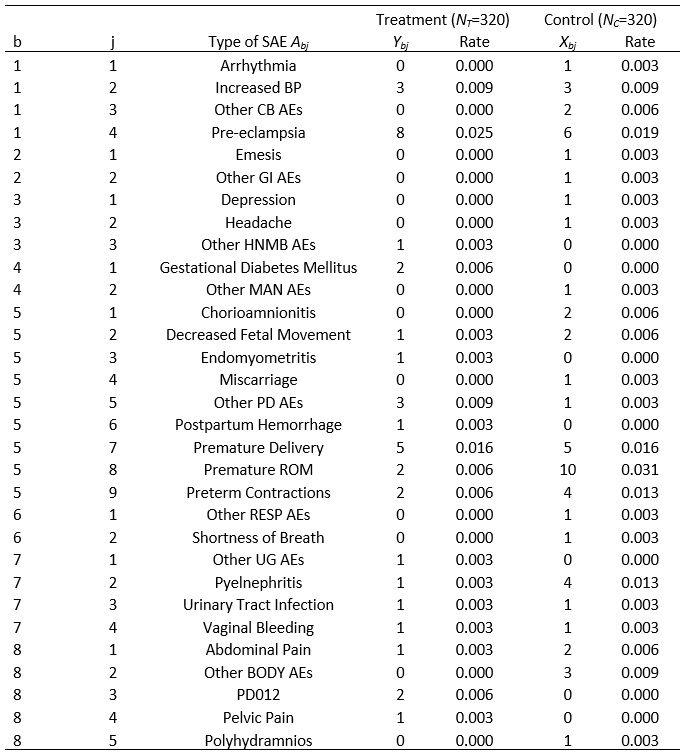 Treatment (NT=320) Control (NC=320)
b j Type of SAE Abj Ybj Rate Xbj Rate
1 1 Arrhythmia 0 0.000 1 0.003
1 2 Increased BP 3 0.009 3 0.009
1 3 Other CB AEs 0 0.000 2 0.006
1 4 Pre-eclampsia 8 0.025 6 0.019
2 1 Emesis 0 0.000 1 0.003
2 2 Other GI AEs 0 0.000 1 0.003
3 1 Depression 0 0.000 1 0.003
3 2 Headache 0 0.000 1 0.003
3 3 Other HNMB AEs 1 0.003 0 0.000
4 1 Gestational Diabetes Mellitus 2 0.006 0 0.000
4 2 Other MAN AEs 0 0.000 1 0.003
5 1 Chorioamnionitis 0 0.000 2 0.006
5 2 Decreased Fetal Movement 1 0.003 2 0.006
5 3 Endomyometritis 1 0.003 0 0.000
5 4 Miscarriage 0 0.000 1 0.003
5 5 Other PD AEs 3 0.009 1 0.003
5 6 Postpartum Hemorrhage 1 0.003 0 0.000
5 7 Premature Delivery 5 0.016 5 0.016
5 8 Premature ROM 2 0.006 10 0.031
5 9 Preterm Contractions 2 0.006 4 0.013
6 1 Other RESP AEs 0 0.000 1 0.003
6 2 Shortness of Breath 0 0.000 1 0.003
7 1 Other UG AEs 1 0.003 0 0.000
7 2 Pyelnephritis 1 0.003 4 0.013
7 3 Urinary Tract Infection 1 0.003 1 0.003
7 4 Vaginal Bleeding 1 0.003 1 0.003
8 1 Abdominal Pain 1 0.003 2 0.006
8 2 Other BODY AEs 0 0.000 3 0.009
8 3 PD012 2 0.006 0 0.000
8 4 Pelvic Pain 1 0.003 0 0.000
8 5 Polyhydramnios 0 0.000 1 0.003